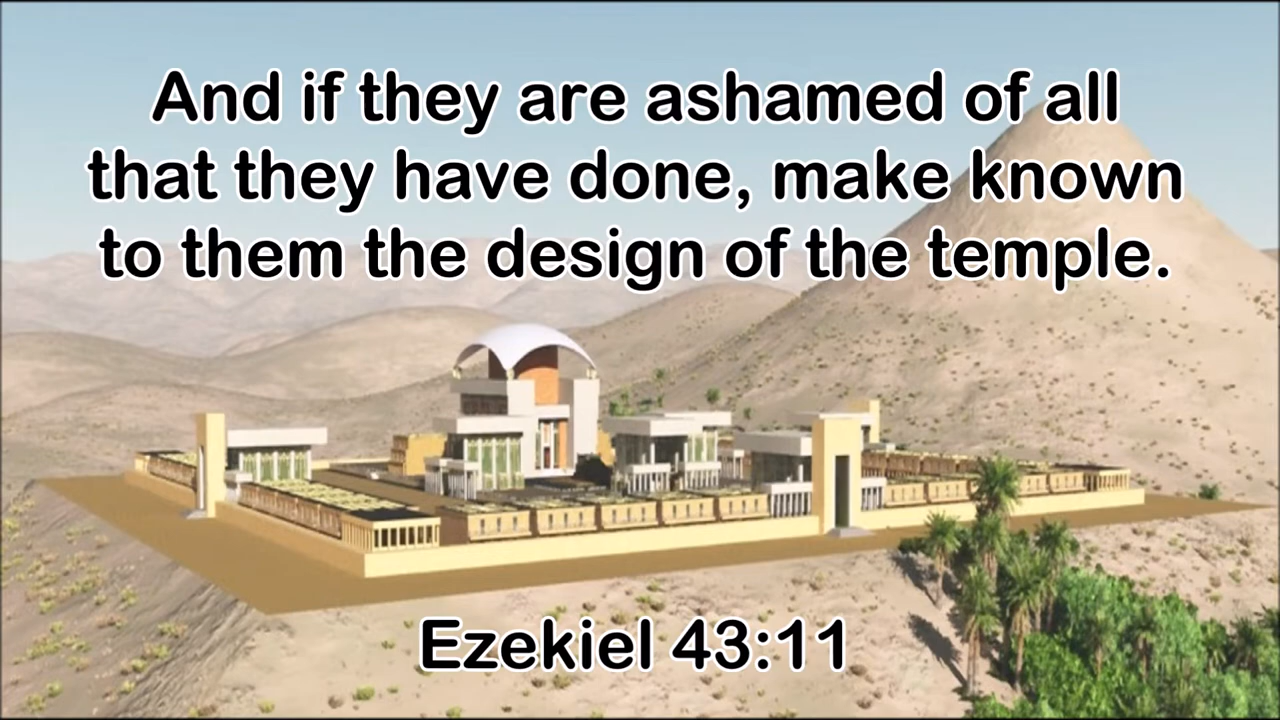 And if they are ashamed of all
that they have done, make known
to them the design of the temple.
Ezekiel 43:11